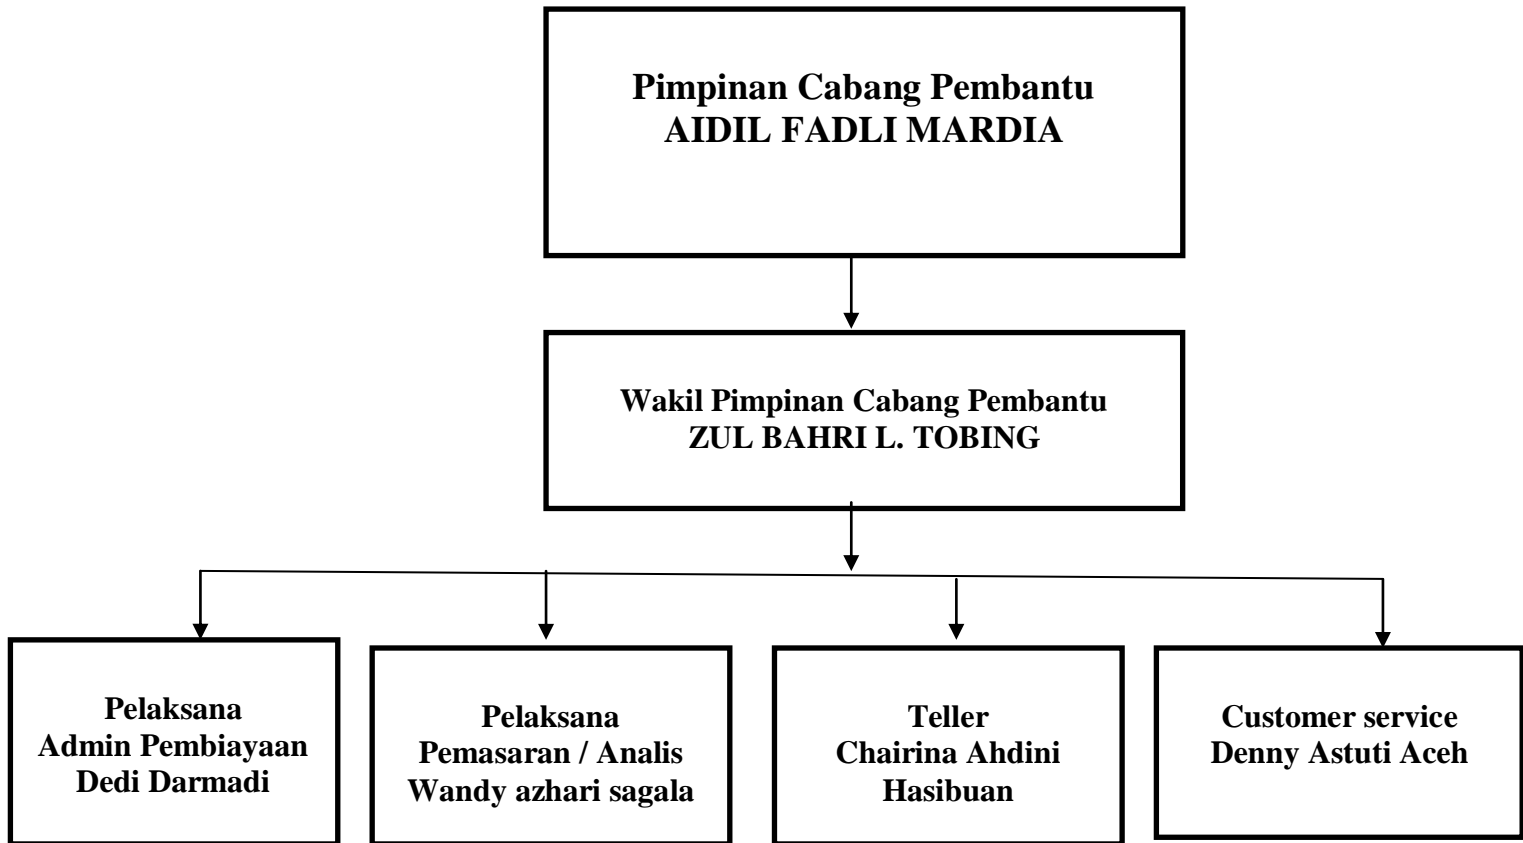 Pimpinan Cabang Pembantu
AIDIL FADLI MARDIA
Wakil Pimpinan Cabang Pembantu
ZUL BAHRI L. TOBING
Pelaksana
Admin Pembiayaan
Dedi Darmadi
Pelaksana
Pemasaran / Analis
Wandy azhari sagala
Teller
Chairina Ahdini
Hasibuan
Customer service
Denny Astuti Aceh